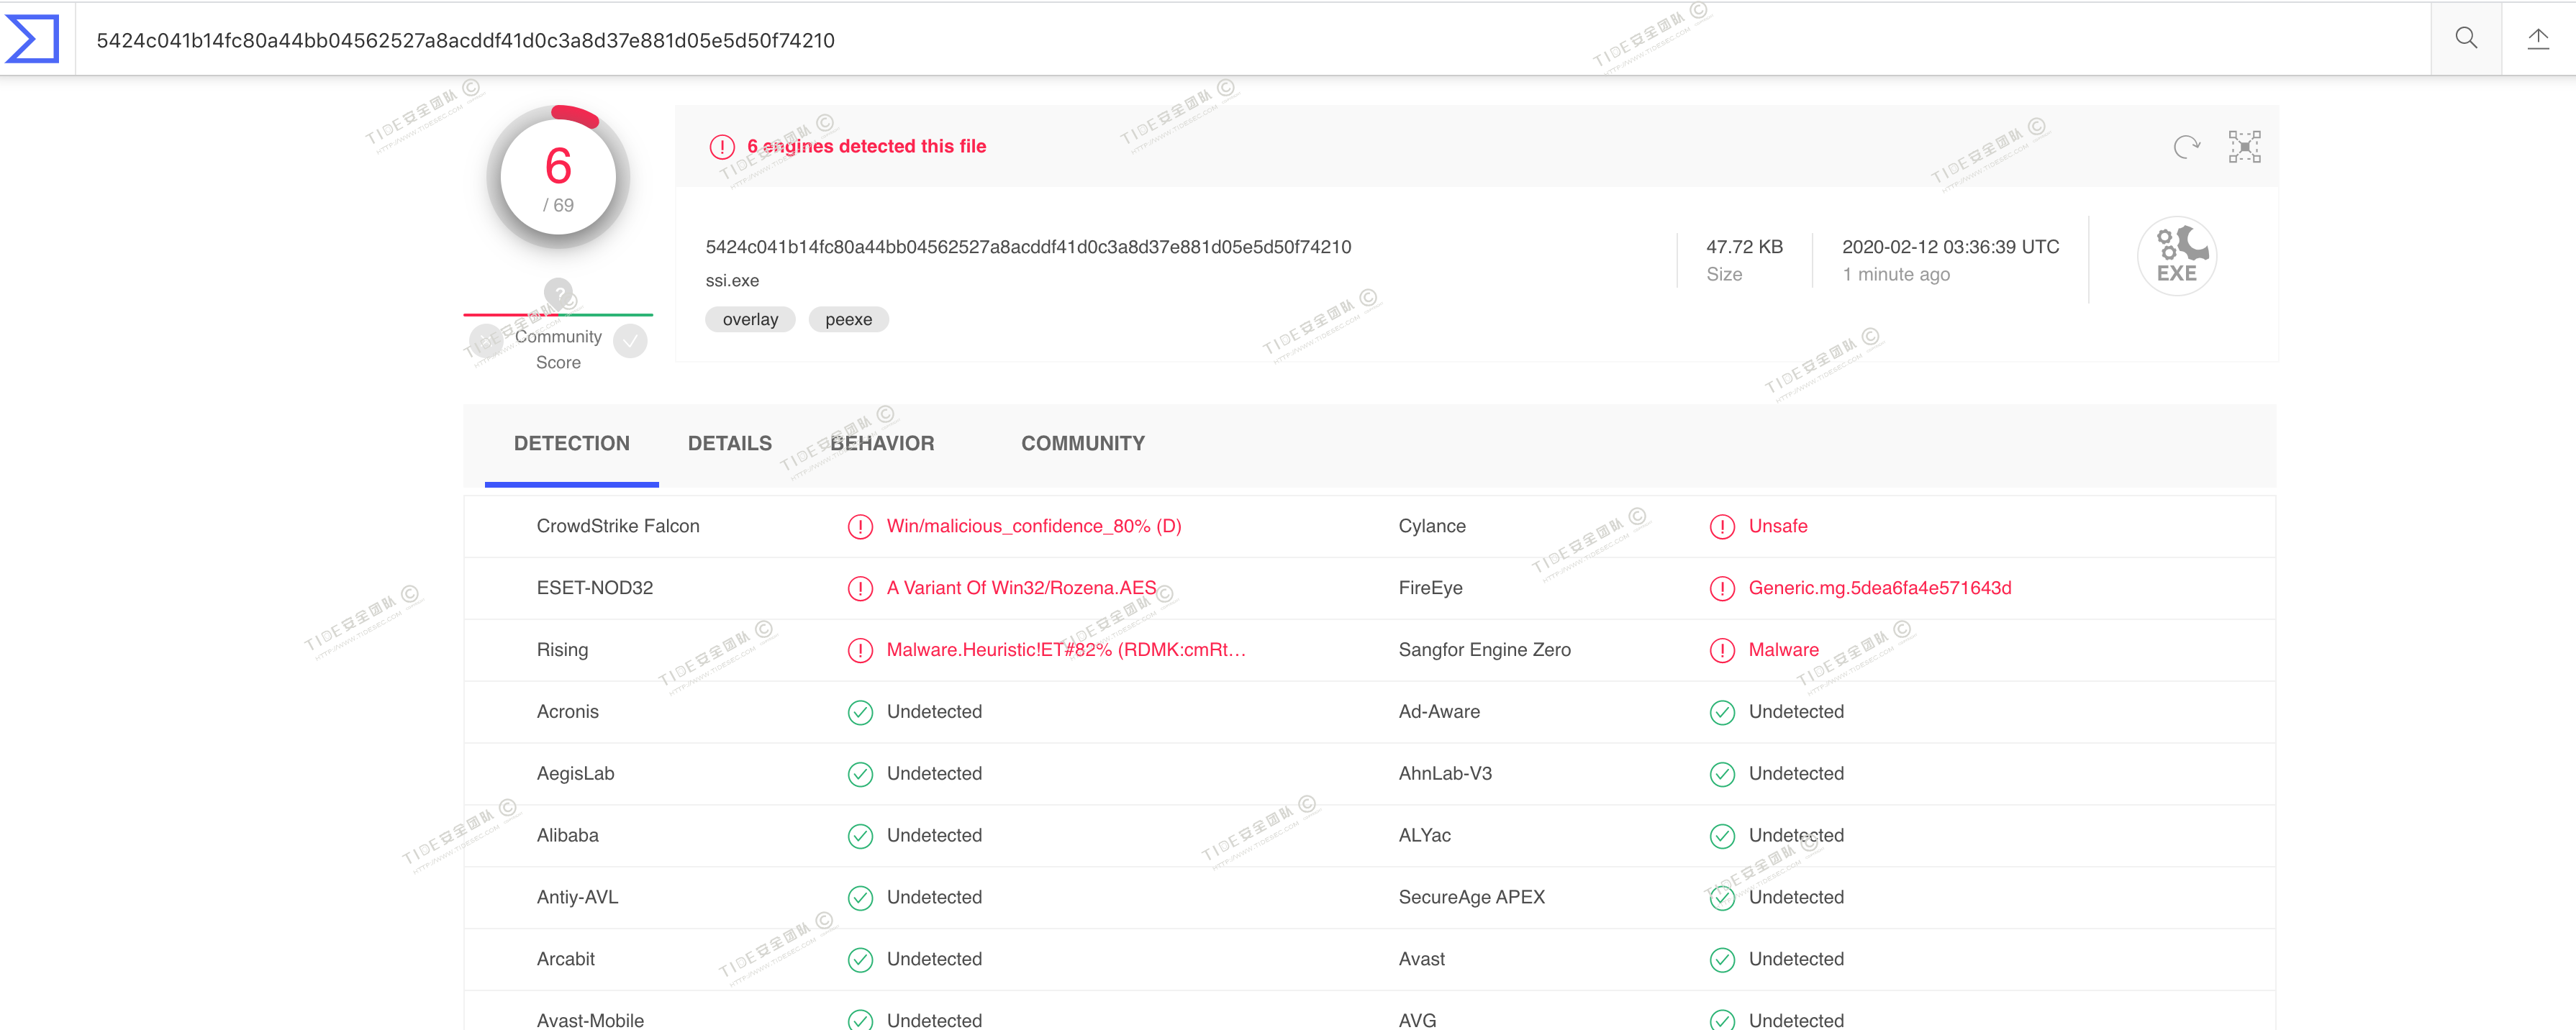 5424c041b14fc80a44bb04562527a8acddf41d0c3a8d37e881d05e5d50f74210
6
/ 69
?
Community
Score
6 engines detected this file
5424c041b14fc80a44bb04562527a8acddf41d0c3a8d37e881d05e5d50f74210
ssi.exe
overlay peexe
47.72 KB
Size
2020-02-12 03:36:39 UTC
1 minute ago
EXE
DETECTION DETAILS BEHAVIOR COMMUNITY
CrowdStrike Falcon Win/malicious_confidence_80% (D) Cylance Unsafe
ESET-NOD32 A Variant Of Win32/Rozena.AES FireEye Generic.mg.5dea6fa4e571643d
Rising Malware.Heuristic!ET#82% (RDMK:cmRt… Sangfor Engine Zero Malware
Acronis Undetected Ad-Aware Undetected
AegisLab Undetected AhnLab-V3 Undetected
Alibaba Undetected ALYac Undetected
Antiy-AVL Undetected SecureAge APEX Undetected
Arcabit Undetected Avast Undetected
Avast-Mobile Undetected AVG Undetected
TIDE安全团队 ©
HTTP://WWW.TIDESEC.COM